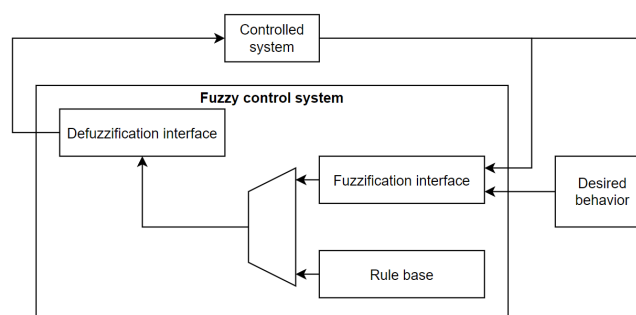 Controlled
system
Fuzzy control system
Defuzzification interface
Fuzzification interface
Desired
behavior
Rule base